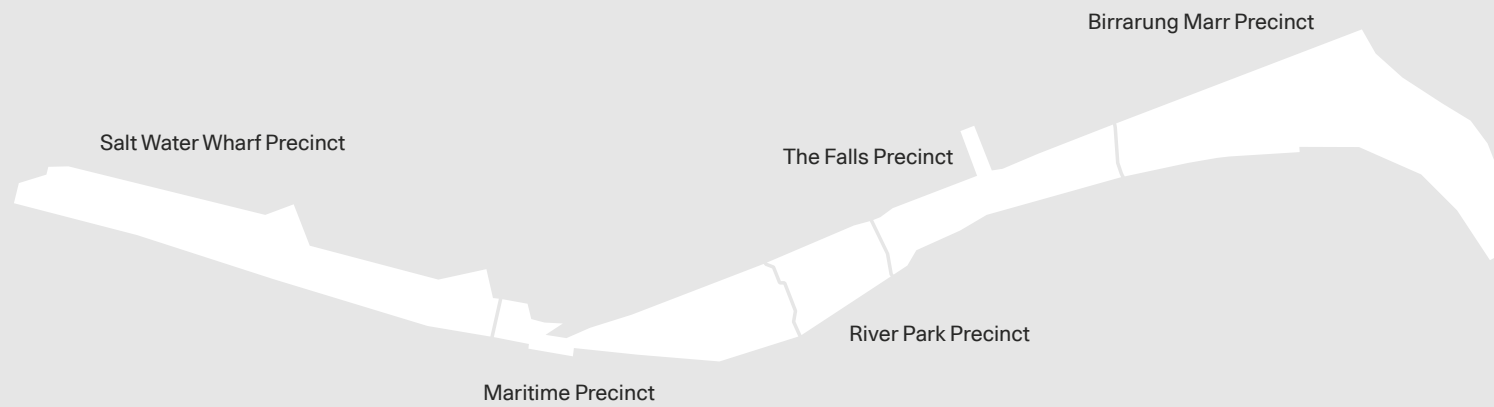 Birrarung Marr Precinct
Salt Water Wharf Precinct
The Falls Precinct
River Park Precinct
Maritime Precinct